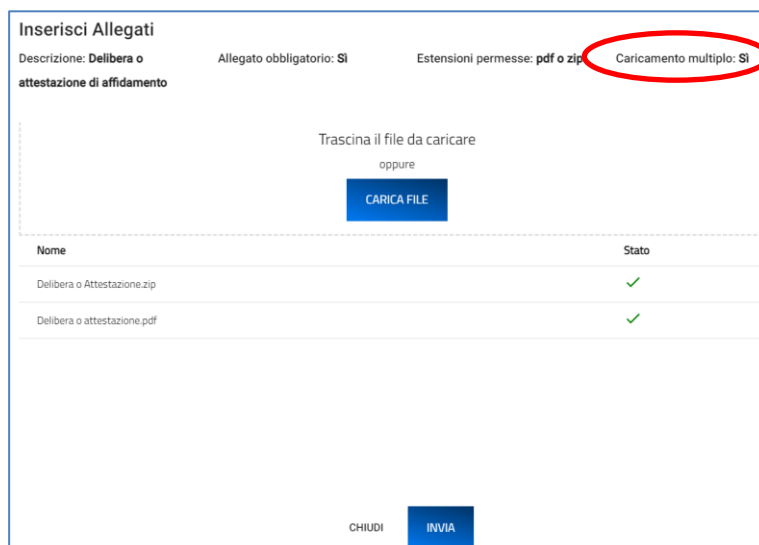 Inserisci Allegati
Descrizione: Delibera o attestazione di affidamento
Allegato obbligatorio: Sì
Estensioni permesse: pdf o zip
Caricamento multiplo: Sì
Trascina il file da caricare
oppure
CARICA FILE
Nome Stato
Delibera o Attestazione.zip
Delibera o attestazione.pdf
CHIUDI INVIA